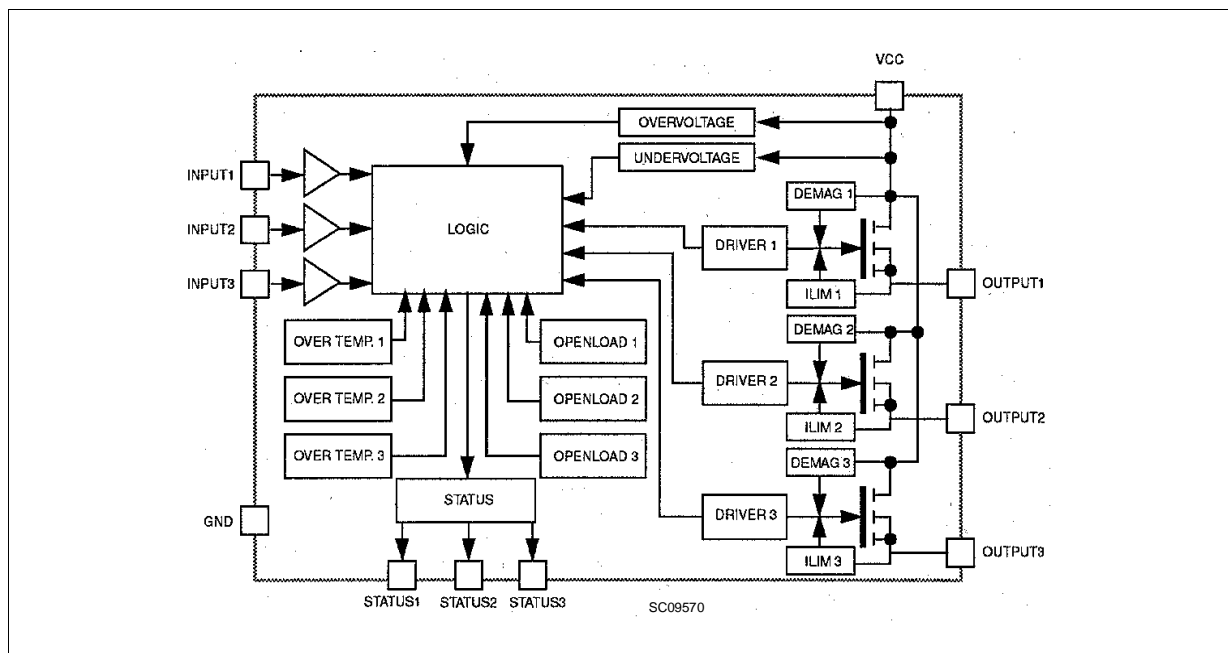 VCC
OVERVOLTAGE
UNDERVOLTAGE
INPUT1
INPUT2
INPUT3
LOGIC
DEMAG 1
DRIVER 1
ILIM 1
OUTPUT1
OVER TEMP. 1
OPENLOAD 1
DEMAG 2
OVER TEMP. 2
OPENLOAD 2
DRIVER 2
ILIM 2
OUTPUT2
OVER TEMP. 3
OPENLOAD 3
DEMAG 3
STATUS
DRIVER 3
GND
ILIM 3
OUTPUT3
STATUS1
STATUS2
STATUS3
SC09570